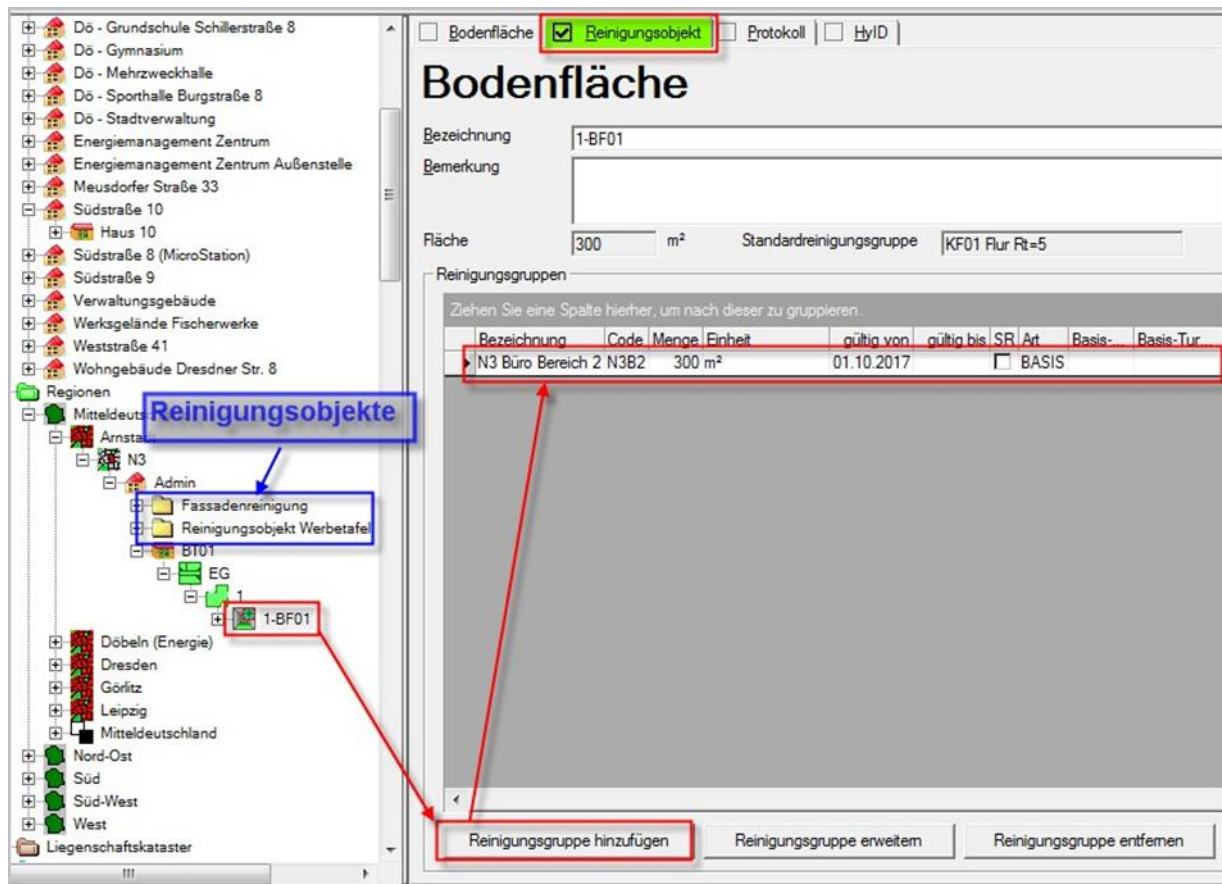 Dö - Grundschule Schillerstraße 8
Dö - Gymnasium
Dö - Mehrzweckhalle
Dö - Sporthalle Burgstraße 8
Dö - Stadtverwaltung
Energiemanagement Zentrum
Energiemanagement Zentrum Außenstelle
Meusdorfer Straße 33
Südstraße 10
Haus 10
Südstraße 8 (MicroStation)
Südstraße 9
Verwaltungsgebäude
Werksgelände Fischerwerke
Weststraße 41
Wohngebäude Dresdner Str. 8
Regionen
Mitteldeuts
Reinigungsobjekte
Arnsta
N3
Admin
Fassadenreinigung
Reinigungsobjekt Werbetafel
BT01
EG
1
1-BF01
Döbeln (Energie)
Dresden
Görlitz
Leipzig
Mitteldeutschland
Nord-Ost
Süd
Süd-West
West
Liegenschaftskataster
Bodenfläche Reinigungsobjekt Protokoll HyID
Bodenfläche
Bezeichnung 1-BF01
Bemerkung
Fläche 300 m² Standardreinigungsgruppe KF01 Flur Rt=5
Reinigungsgruppen
Ziehen Sie eine Spalte hierher, um nach dieser zu gruppieren.
Bezeichnung Code Menge Einheit gültig von gültig bis SR Art Basis-... Basis-Tur...
N3 Büro Bereich 2 N3B2 300 m² 01.10.2017 BASIS
Reinigungsgruppe hinzufügen Reinigungsgruppe erweitern Reinigungsgruppe entfernen